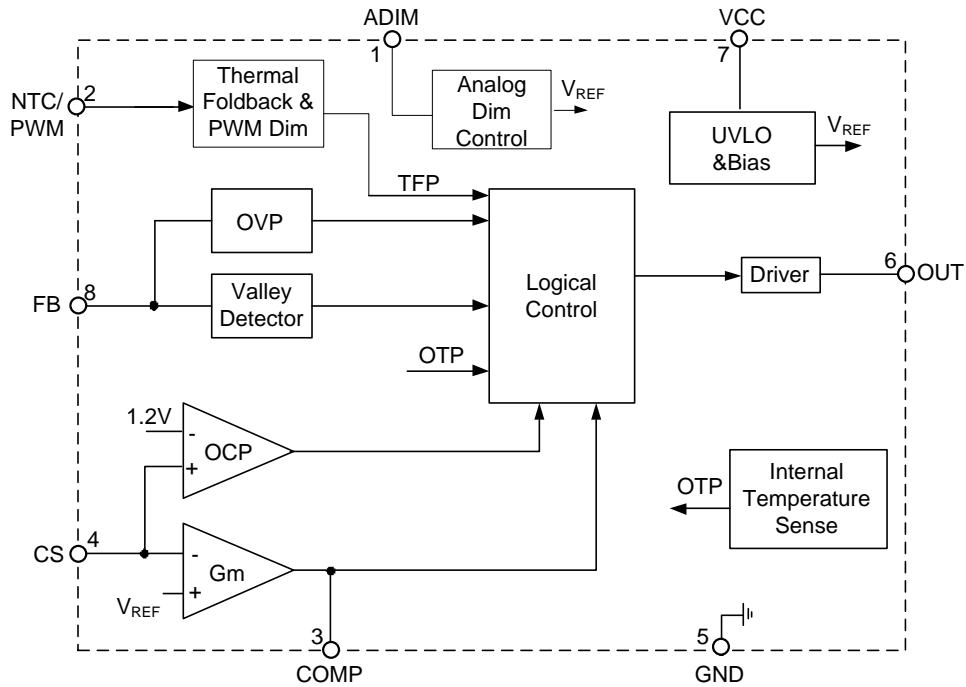 ADIM
1
VCC
7
NTC/
PWM
2
Thermal
Foldback &
PWM Dim
Analog
Dim
Control
VREF
UVLO
&Bias
VREF
TFP
OVP
FB
8
Valley
Detector
Logical
Control
Driver
6
OUT
OTP
1.2V
-
+
OCP
CS
4
-
+
Gm
VREF
OTP
Internal
Temperature
Sense
3
COMP
5
GND